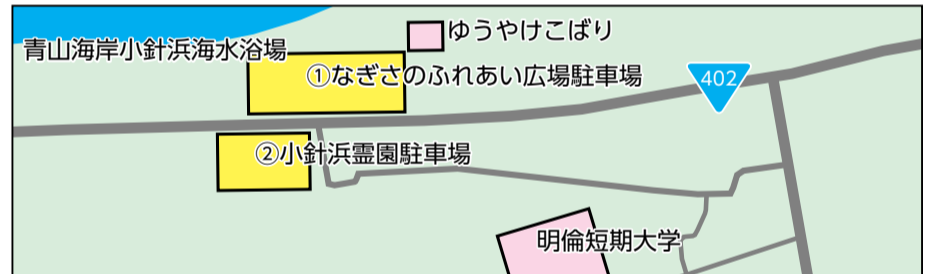 ゆうやけこばり
青山海岸小針浜海水浴場
①なぎさのふれあい広場駐車場
402
②小針浜霊園駐車場
明倫短期大学